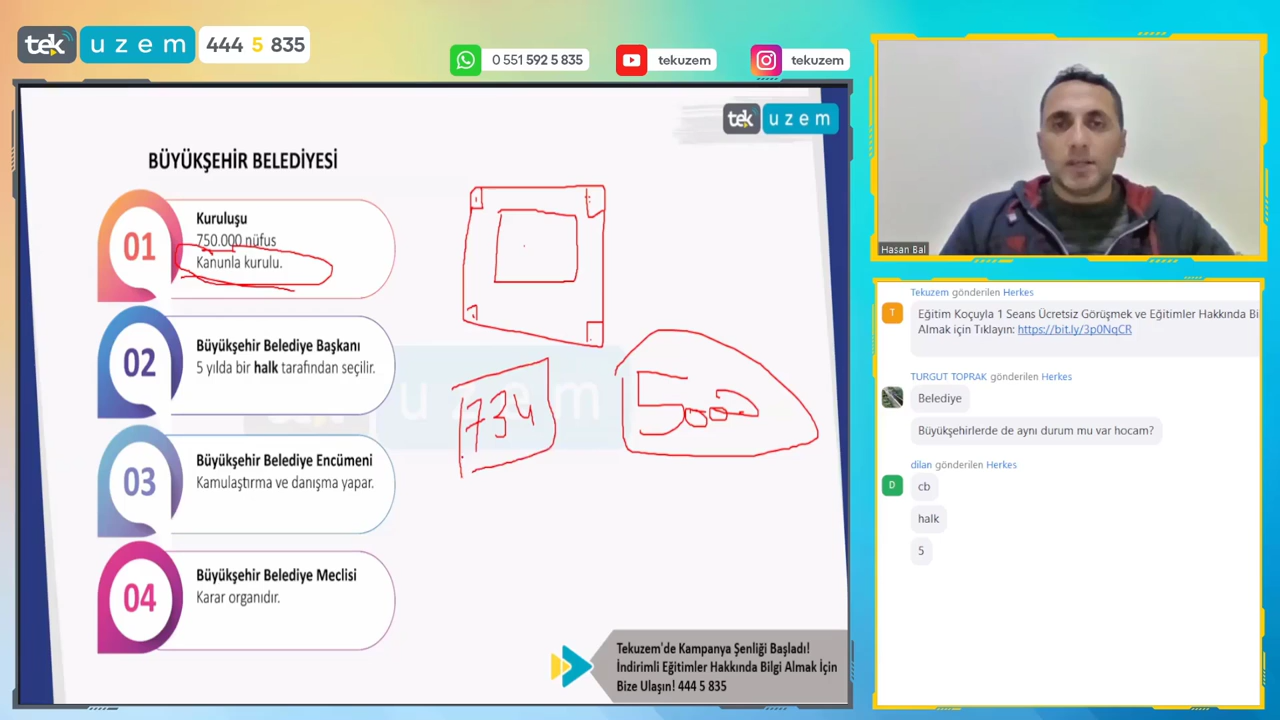 tek uzem 444 5 835
0 551 592 5 835
tekuzem
tekuzem
tek uzem
BÜYÜKŞEHİR BELEDİYESİ
01
Kuruluşu
750.000 nüfus
Kanunla kurulu.
02
Büyükşehir Belediye Başkanı
5 yılda bir halk tarafından seçilir.
03
Büyükşehir Belediye Encümeni
Kamulaştırma ve danışma yapar.
04
Büyükşehir Belediye Meclisi
Karar organıdır.
uzem
734
5000
Tekuzem'de Kampanya Şenliği Başladı!
İndirimli Eğitimler Hakkında Bilgi Almak İçin
Bize Ulaşın! 444 5 835
Hasan Bal
Tekuzem gönderilen Herkes
T
Eğitim Koçuyla 1 Seans Ücretsiz Görüşmek ve Eğitimler Hakkında Bi
Almak için Tıklayın: https://bit.ly/3p0NqCR
TURGUT TOPRAK gönderilen Herkes
Belediye
Büyükşehirlerde de aynı durum mu var hocam?
dilan gönderilen Herkes
D
cb
halk
5